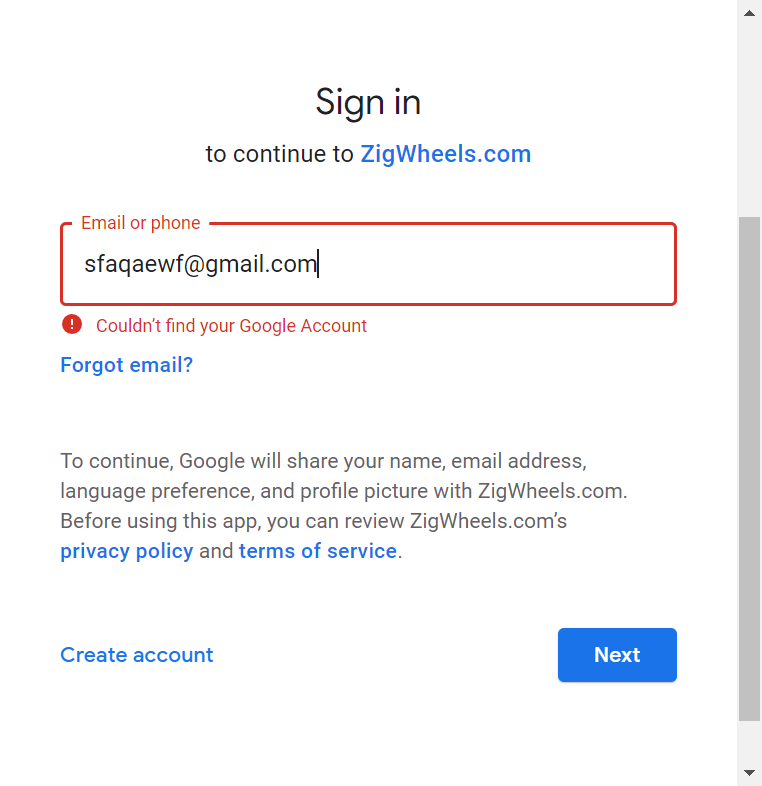 Sign in
to continue to ZigWheels.com
Email or phone
sfaqaewf@gmail.com
Couldn’t find your Google Account
Forgot email?
To continue, Google will share your name, email address,
language preference, and profile picture with ZigWheels.com.
Before using this app, you can review ZigWheels.com’s
privacy policy and terms of service.
Create account
Next